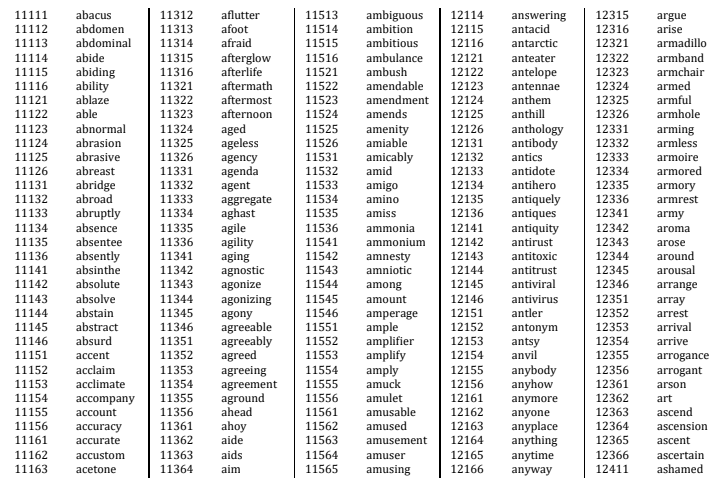 11111 abacus
11112 abdomen
11113 abdominal
11114 abide
11115 abiding
11116 ability
11121 ablaze
11122 able
11123 abnormal
11124 abrasion
11125 abrasive
11126 abreast
11131 abridge
11132 abroad
11133 abruptly
11134 absence
11135 absentee
11136 absently
11141 absinthe
11142 absolute
11143 absolve
11144 abstain
11145 abstract
11146 absurd
11151 accent
11152 acclaim
11153 acclimate
11154 accompany
11155 account
11156 accuracy
11161 accurate
11162 accustom
11163 acetone
11312 aflutter
11313 afoot
11314 afraid
11315 afterglow
11316 afterlife
11321 aftermath
11322 aftermost
11323 afternoon
11324 aged
11325 ageless
11326 agency
11331 agenda
11332 agent
11333 aggregate
11334 aghast
11335 agile
11336 agility
11341 aging
11342 agnostic
11343 agonize
11344 agonizing
11345 agony
11346 agreeable
11351 agreeably
11352 agreed
11353 agreeing
11354 agreement
11355 aground
11356 ahead
11361 ahoy
11362 aide
11363 aids
11364 aim
11513 ambiguous
11514 ambition
11515 ambitious
11516 ambulance
11521 ambush
11522 amendable
11523 amendment
11524 amends
11525 amenity
11526 amiable
11531 amicably
11532 amid
11533 amigo
11534 amino
11535 amiss
11536 ammonia
11541 ammonium
11542 amnesty
11543 amniotic
11544 among
11545 amount
11546 amperage
11551 ample
11552 amplifier
11553 amplify
11554 amply
11555 amuck
11556 amulet
11561 amusable
11562 amused
11563 amusement
11564 amuser
11565 amusing
12114 answering
12115 antacid
12116 antarctic
12121 anteater
12122 antelope
12123 antennae
12124 anthem
12125 anthill
12126 anthology
12131 antibody
12132 antics
12133 antidote
12134 antihero
12135 antiquely
12136 antiques
12141 antiquity
12142 antirust
12143 antitoxic
12144 antitrust
12145 antiviral
12146 antivirus
12151 antler
12152 antonym
12153 antsy
12154 anvil
12155 anybody
12156 anyhow
12161 anymore
12162 anyone
12163 anyplace
12164 anything
12165 anytime
12166 anyway
12315 argue
12316 arise
12321 armadillo
12322 armband
12323 armchair
12324 armed
12325 armful
12326 armhole
12331 arming
12332 armless
12333 armoire
12334 armored
12335 armory
12336 armrest
12341 army
12342 aroma
12343 arose
12344 around
12345 arousal
12346 arrange
12351 array
12352 arrest
12353 arrival
12354 arrive
12355 arrogance
12356 arrogant
12361 arson
12362 art
12363 ascend
12364 ascension
12365 ascent
12366 ascertain
12411 ashamed